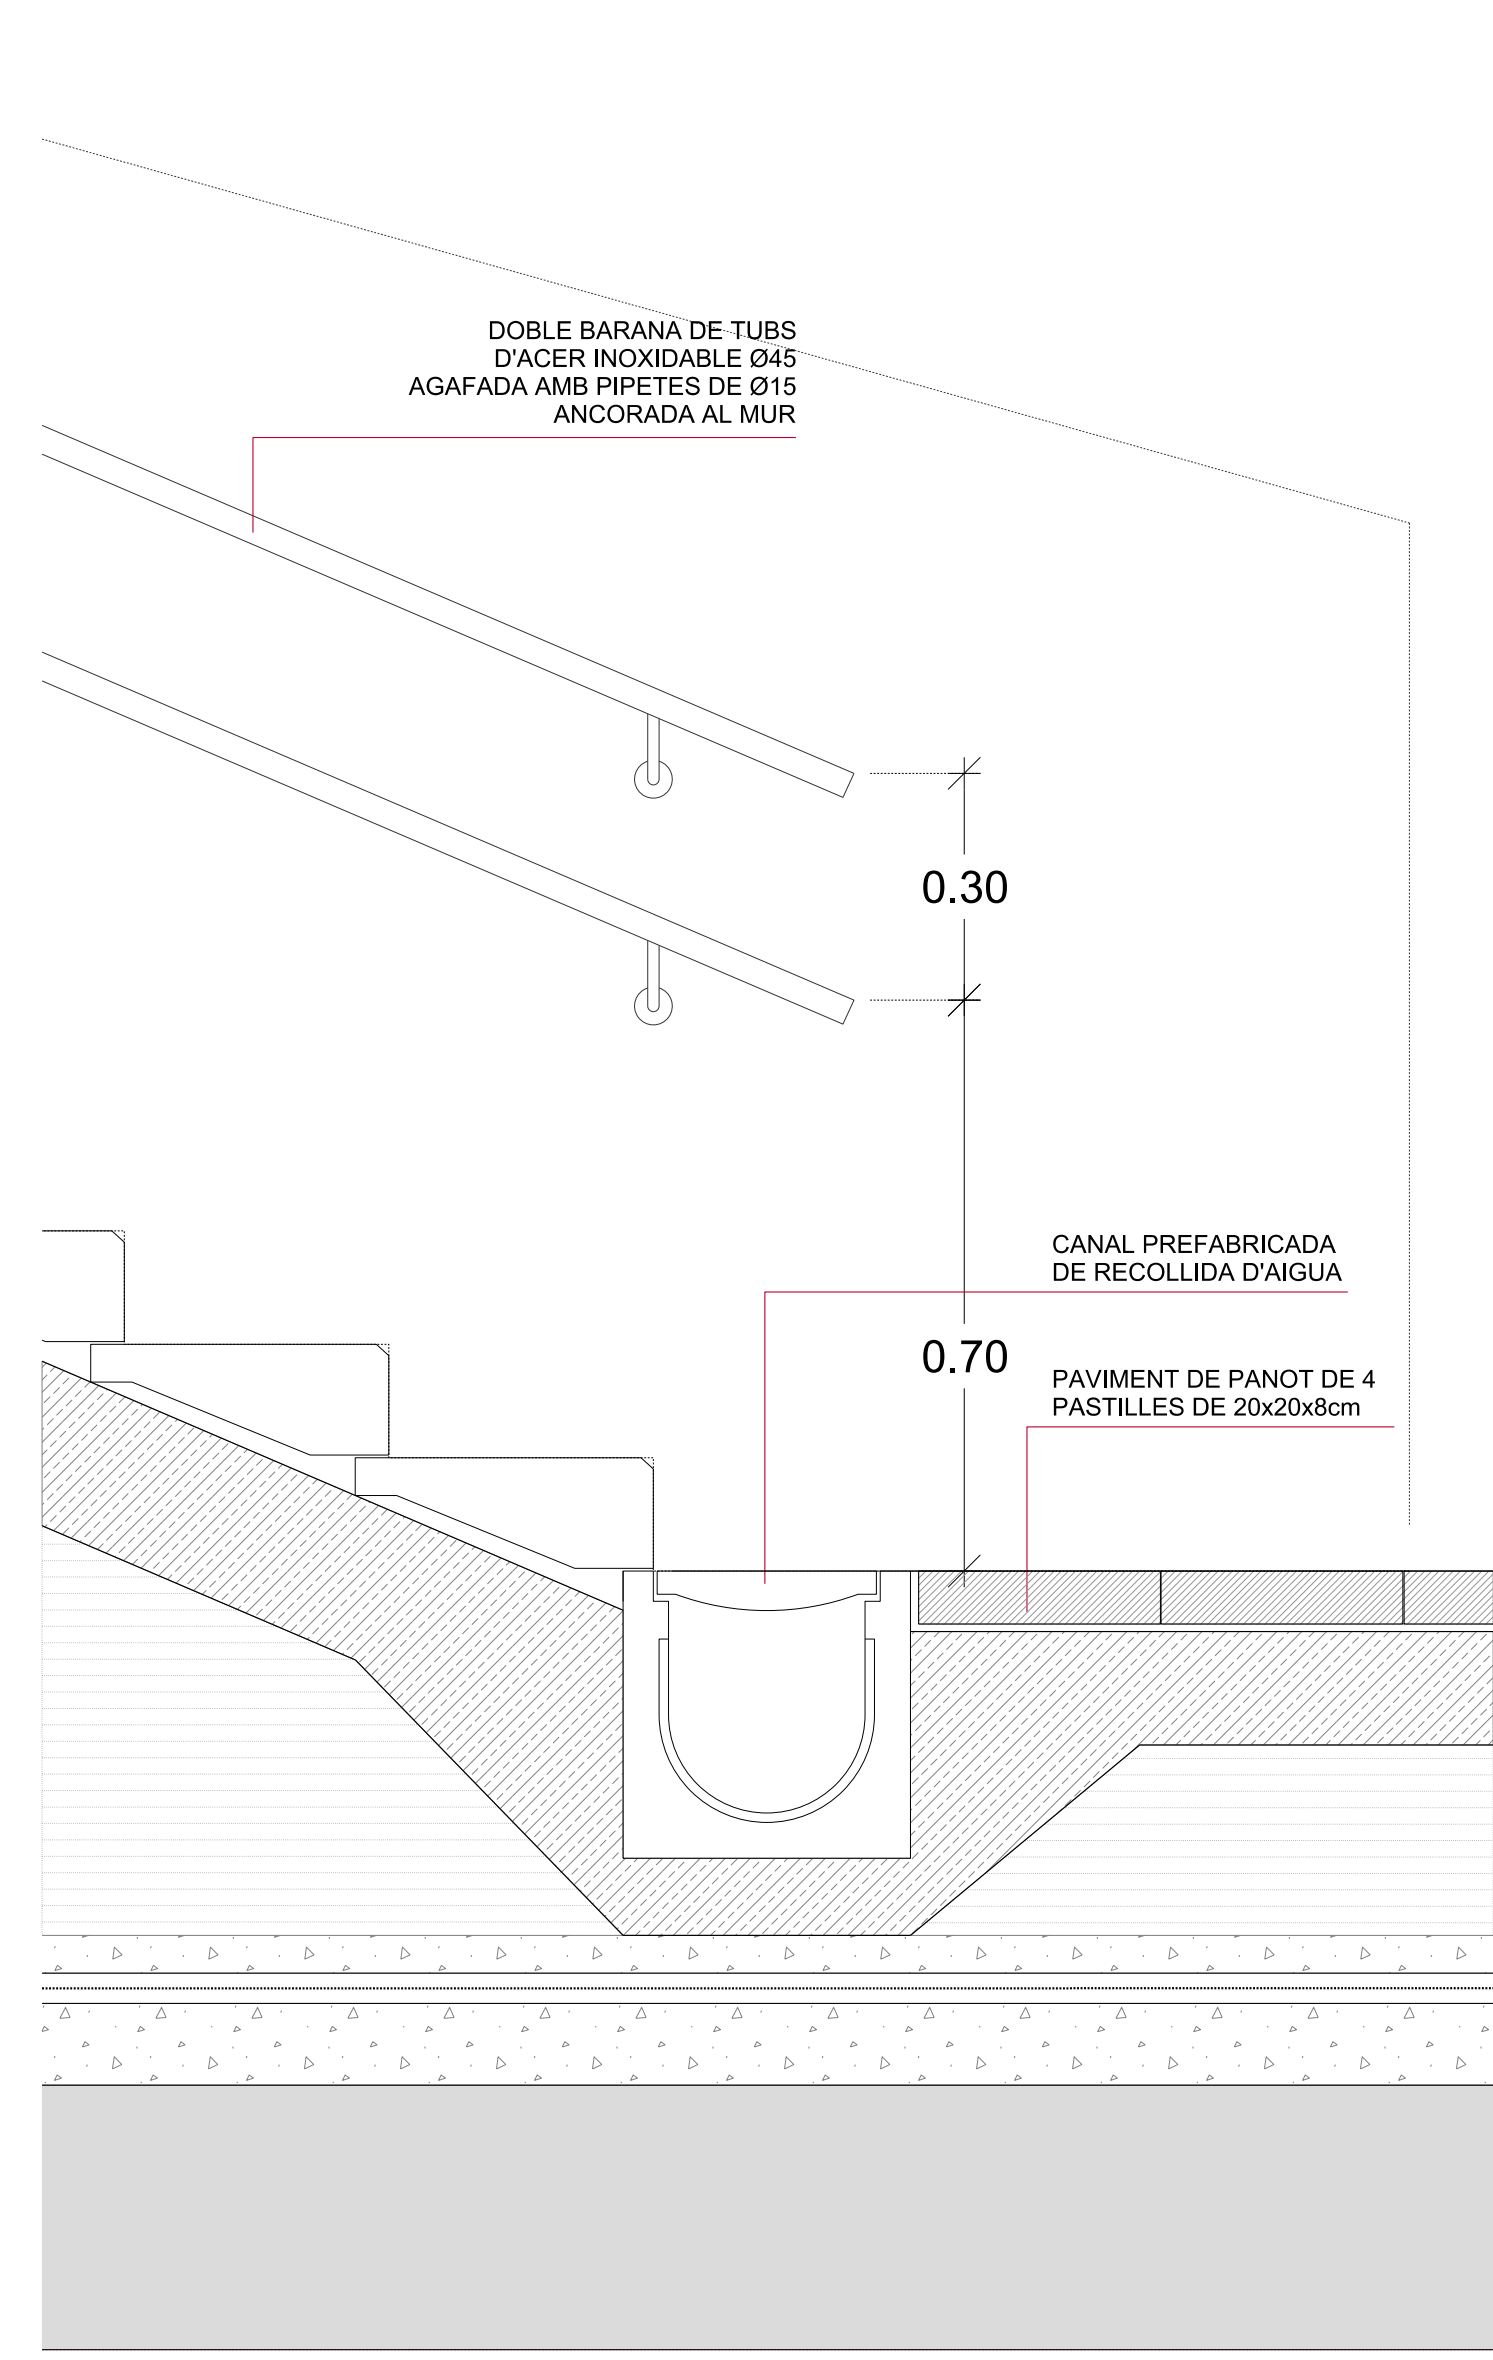 DOBLE BARANA DE TUBS
D'ACER INOXIDABLE Ø45
AGAFADA AMB PIPETES DE Ø15
ANCORADA AL MUR
0.30
CANAL PREFABRICADA
DE RECOLLIDA D'AIGUA
0.70
PAVIMENT DE PANOT DE 4
PASTILLES DE 20x20x8cm